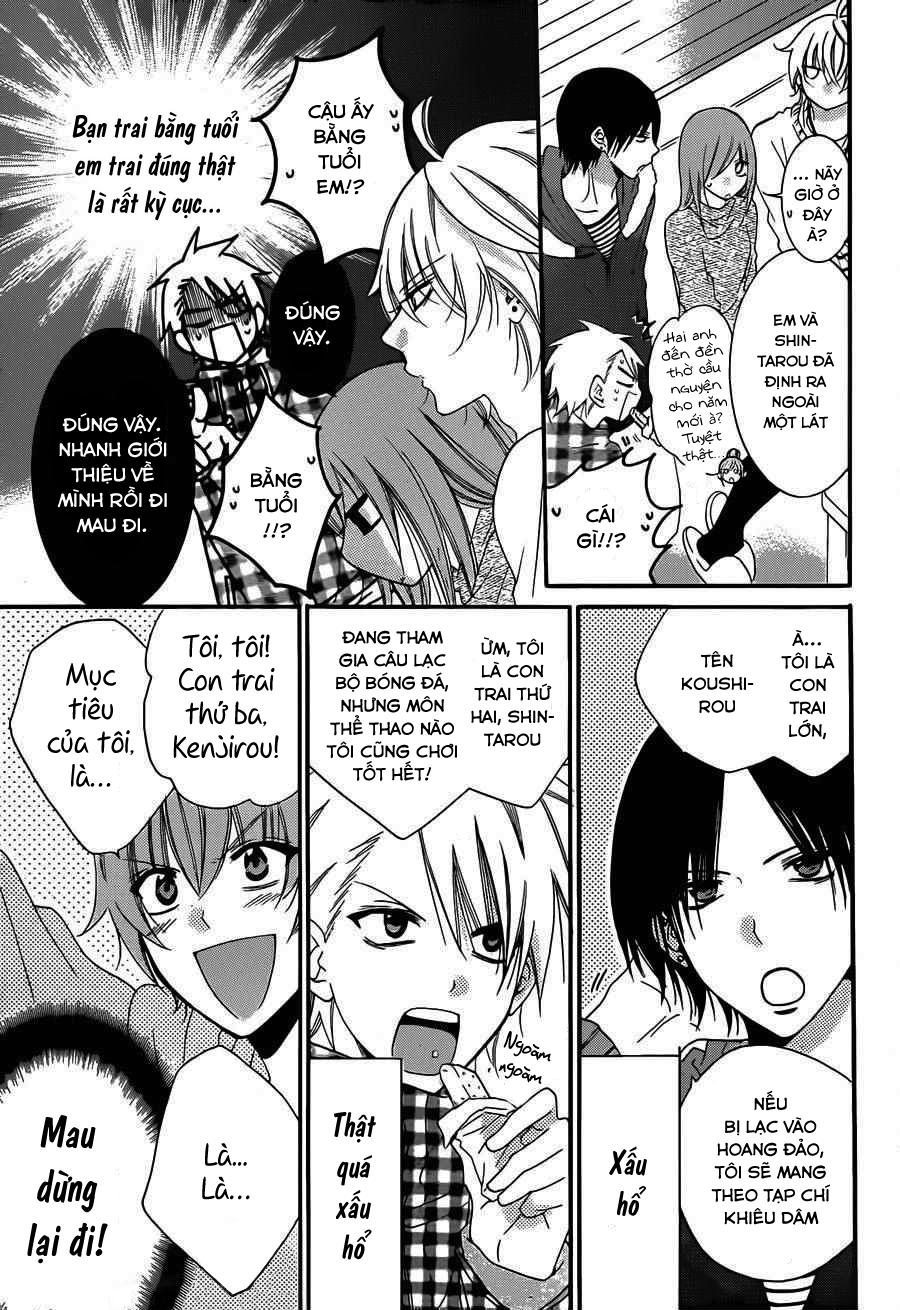 ... NÃY
GIỜ Ở
ĐÂY
À?
EM VÀ
SHIN-
TAROU ĐÃ
ĐỊNH RA
NGOÀI
MỘT LÁT
Hai anh
đến đền
thờ cầu
nguyện
cho năm
mới à?
Tuyệt
thật...
CÁI
GÌ!!?
CẬU ẤY
BẰNG
TUỔI
EM!?
Bạn trai bằng tuổi
em trai đúng thật
là rất kỳ cục...
ĐÚNG
VẬY.
BẰNG
TUỔI
!!?
ĐÚNG VẬY.
NHANH GIỚI
THIỆU VỀ
MÌNH RỒI ĐI
MAU ĐI.
À...
TÔI LÀ
CON
TRAI
LỚN,
TÊN
KOUSHI-
ROU
NẾU
BỊ LẠC VÀO
HOANG ĐẢO,
TÔI SẼ MANG
THEO TẠP CHÍ
KHIÊU DÂM
Xấu
hổ
ỪM, TÔI
LÀ CON
TRAI THỨ
HAI, SHIN-
TAROU
ĐANG THAM
GIA CÂU LẠC
BỘ BÓNG ĐÁ,
NHƯNG MÔN
THỂ THAO NÀO
TÔI CŨNG CHƠI
TỐT HẾT!
Ngoàm
ngoàm
Thật
quá
xấu
hổ
Tôi, tôi!
Con trai
thứ ba,
Kenjirou!
Mục
tiêu
của tôi,
là...
Là...
Là...
Mau
dừng
lại đi!